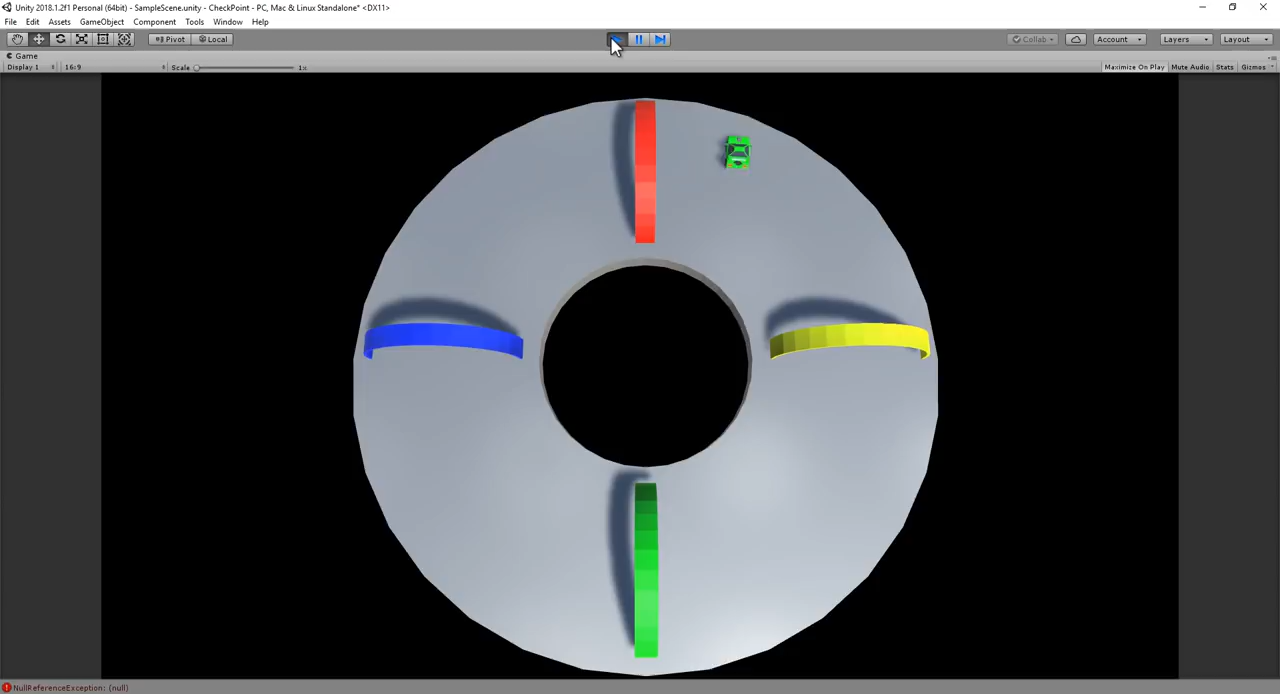 Unity 2018.1.2f1 Personal (64bit) - SampleScene.unity - CheckPoint - PC, Mac & Linux Standalone* <DX11>
File Edit Assets GameObject Component Tools Window Help
Pivot Local Collab Account Layers Layout
Game
Display 1 16:9 Scale 1x Maximize On Play Mute Audio Stats Gizmos
NullReferenceException: (null)